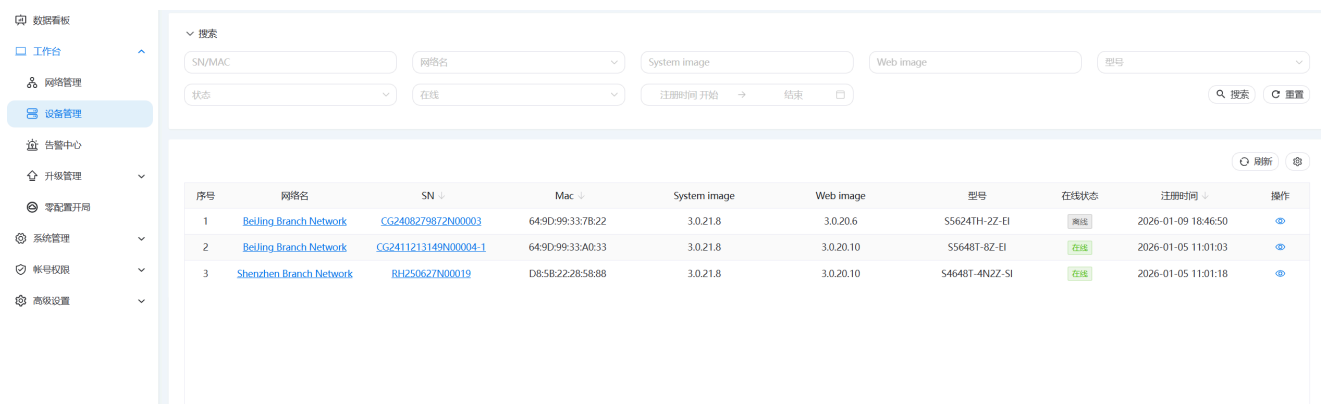 数据看板
工作台
网络管理
设备管理
告警中心
升级管理
零配置开局
系统管理
帐号权限
高级设置
搜索
SN/MAC 网络名 System image Web image 型号
状态 在线 注册时间 开始 → 结束 搜索 重置
刷新
序号 网络名 SN Mac System image Web image 型号 在线状态 注册时间 操作
1 BeiJing Branch Network CG2408279872N00003 64:9D:99:33:7B:22 3.0.21.8 3.0.20.6 S5624TH-2Z-EI 离线 2026-01-09 18:46:50
2 BeiJing Branch Network CG2411213149N00004-1 64:9D:99:33:A0:33 3.0.21.8 3.0.20.10 S5648T-8Z-EI 在线 2026-01-05 11:01:03
3 Shenzhen Branch Network RH250627N00019 D8:5B:22:28:58:88 3.0.21.8 3.0.20.10 S4648T-4N2Z-SI 在线 2026-01-05 11:01:18